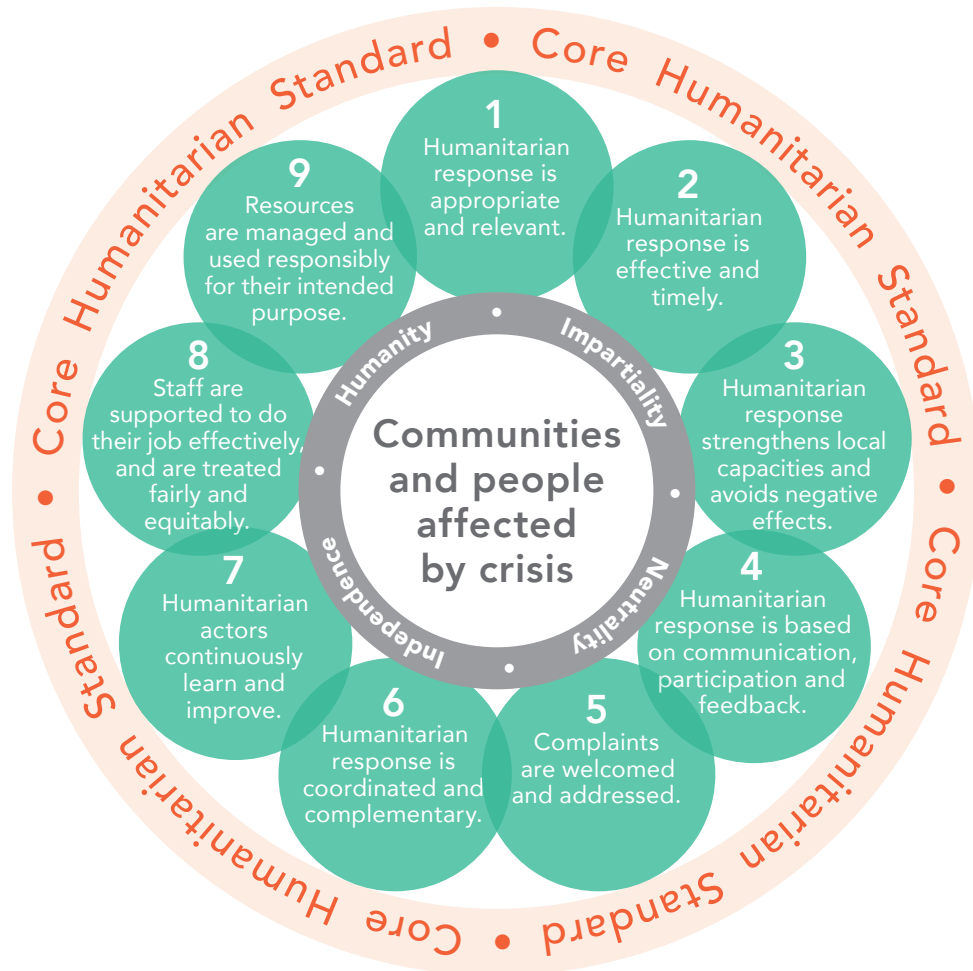 Core Humanitarian Standard • Core Humanitarian Standard • Core Humanitarian Standard • Core Humanitarian Standard •
1
Humanitarian
response is
appropriate
and relevant.
2
Humanitarian
response is
effective and
timely.
3
Humanitarian
response
strengthens local
capacities and
avoids negative
effects.
4
Humanitarian
response is based
on communication,
participation and
feedback.
5
Complaints
are welcomed
and addressed.
6
Humanitarian
response is
coordinated and
complementary.
7
Humanitarian
actors
continuously
learn and
improve.
8
Staff are
supported to do
their job effectively,
and are treated
fairly and
equitably.
9
Resources
are managed and
used responsibly
for their intended
purpose.
Humanity • Impartiality • Neutrality • Independence •
Communities
and people
affected
by crisis